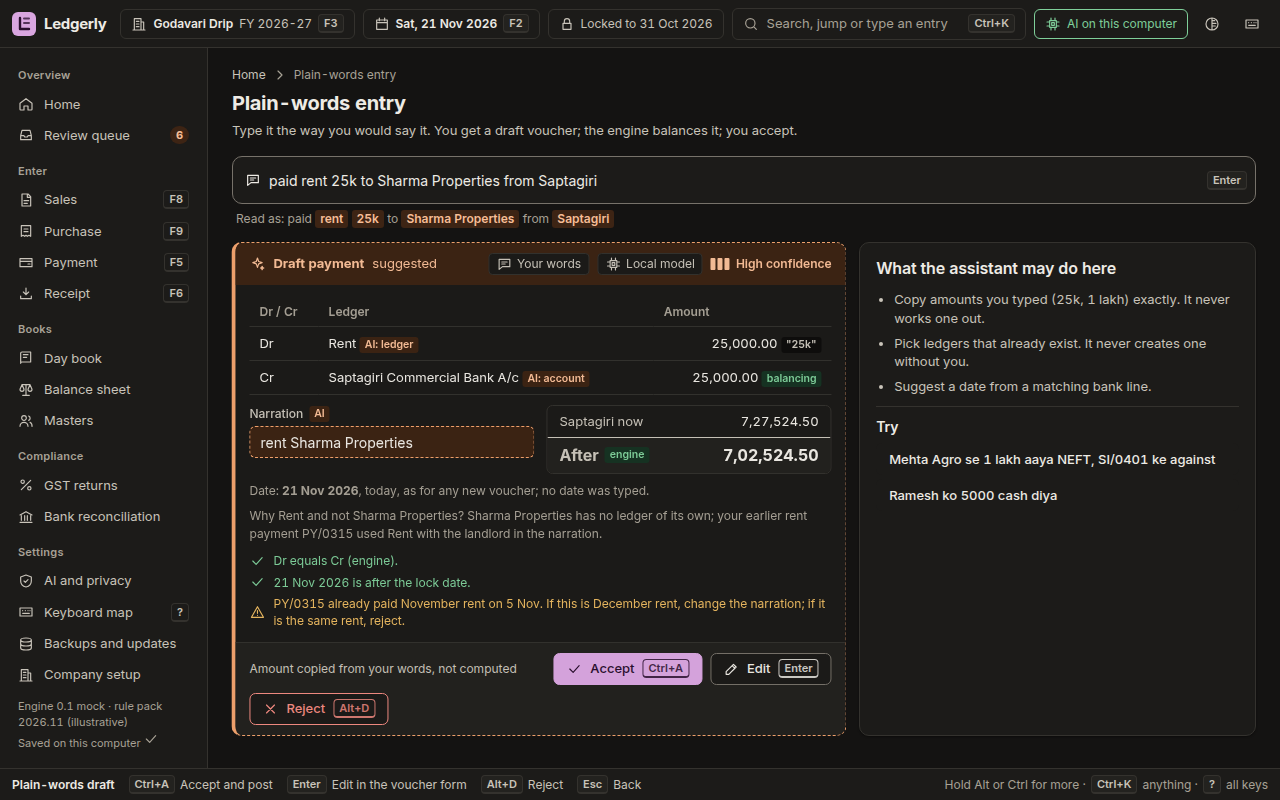 Ledgerly
Godavari Drip FY 2026-27 F3
Sat, 21 Nov 2026 F2
Locked to 31 Oct 2026
Search, jump or type an entry Ctrl+K
AI on this computer
Overview
Home
Review queue 6
Enter
Sales F8
Purchase F9
Payment F5
Receipt F6
Books
Day book
Balance sheet
Masters
Compliance
GST returns
Bank reconciliation
Settings
AI and privacy
Keyboard map ?
Backups and updates
Company setup
Engine 0.1 mock · rule pack
2026.11 (illustrative)
Saved on this computer
Home Plain-words entry
Plain-words entry
Type it the way you would say it. You get a draft voucher; the engine balances it; you accept.
paid rent 25k to Sharma Properties from Saptagiri Enter
Read as: paid rent 25k to Sharma Properties from Saptagiri
Draft payment suggested Your words Local model High confidence
Dr / Cr Ledger Amount
Dr Rent AI: ledger 25,000.00 "25k"
Cr Saptagiri Commercial Bank A/c AI: account 25,000.00 balancing
Narration AI
rent Sharma Properties
Saptagiri now 7,27,524.50
After engine 7,02,524.50
Date: 21 Nov 2026, today, as for any new voucher; no date was typed.
Why Rent and not Sharma Properties? Sharma Properties has no ledger of its own; your earlier rent
payment PY/0315 used Rent with the landlord in the narration.
Dr equals Cr (engine).
21 Nov 2026 is after the lock date.
PY/0315 already paid November rent on 5 Nov. If this is December rent, change the narration; if it
is the same rent, reject.
Amount copied from your words, not computed
Accept Ctrl+A
Edit Enter
Reject Alt+D
What the assistant may do here
• Copy amounts you typed (25k, 1 lakh) exactly. It never
works one out.
• Pick ledgers that already exist. It never creates one
without you.
• Suggest a date from a matching bank line.
Try
Mehta Agro se 1 lakh aaya NEFT, SI/0401 ke against
Ramesh ko 5000 cash diya
Plain-words draft Ctrl+A Accept and post Enter Edit in the voucher form Alt+D Reject Esc Back
Hold Alt or Ctrl for more · Ctrl+K anything · ? all keys